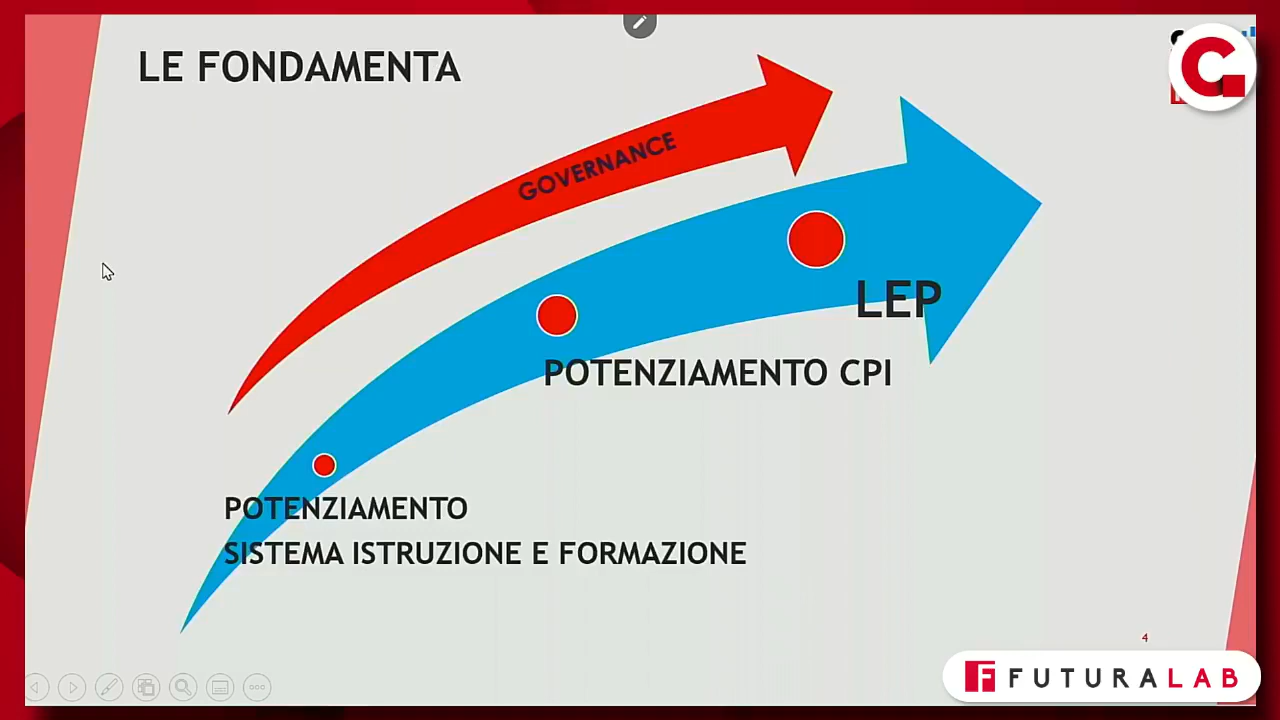 LE FONDAMENTA
GOVERNANCE
LEP
POTENZIAMENTO CPI
POTENZIAMENTO
SISTEMA ISTRUZIONE E FORMAZIONE
4
FUTURALAB